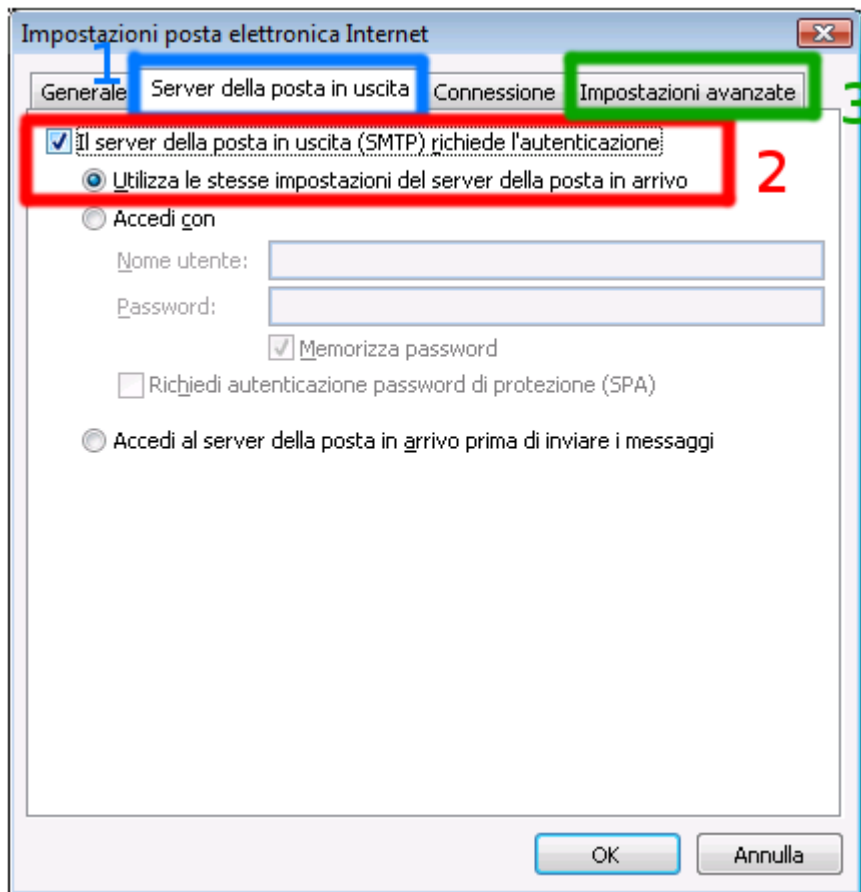 Impostazioni posta elettronica Internet
1
Generale Server della posta in uscita Connessione Impostazioni avanzate 3
Il server della posta in uscita (SMTP) richiede l'autenticazione
Utilizza le stesse impostazioni del server della posta in arrivo 2
Accedi con
Nome utente:
Password:
Memorizza password
Richiedi autenticazione password di protezione (SPA)
Accedi al server della posta in arrivo prima di inviare i messaggi
OK Annulla